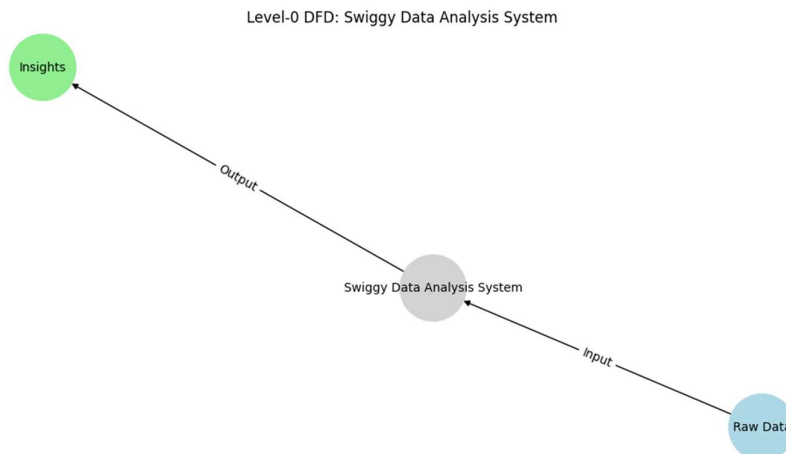 Level-0 DFD: Swiggy Data Analysis System
Insights
Output
Swiggy Data Analysis System
Input
Raw Data